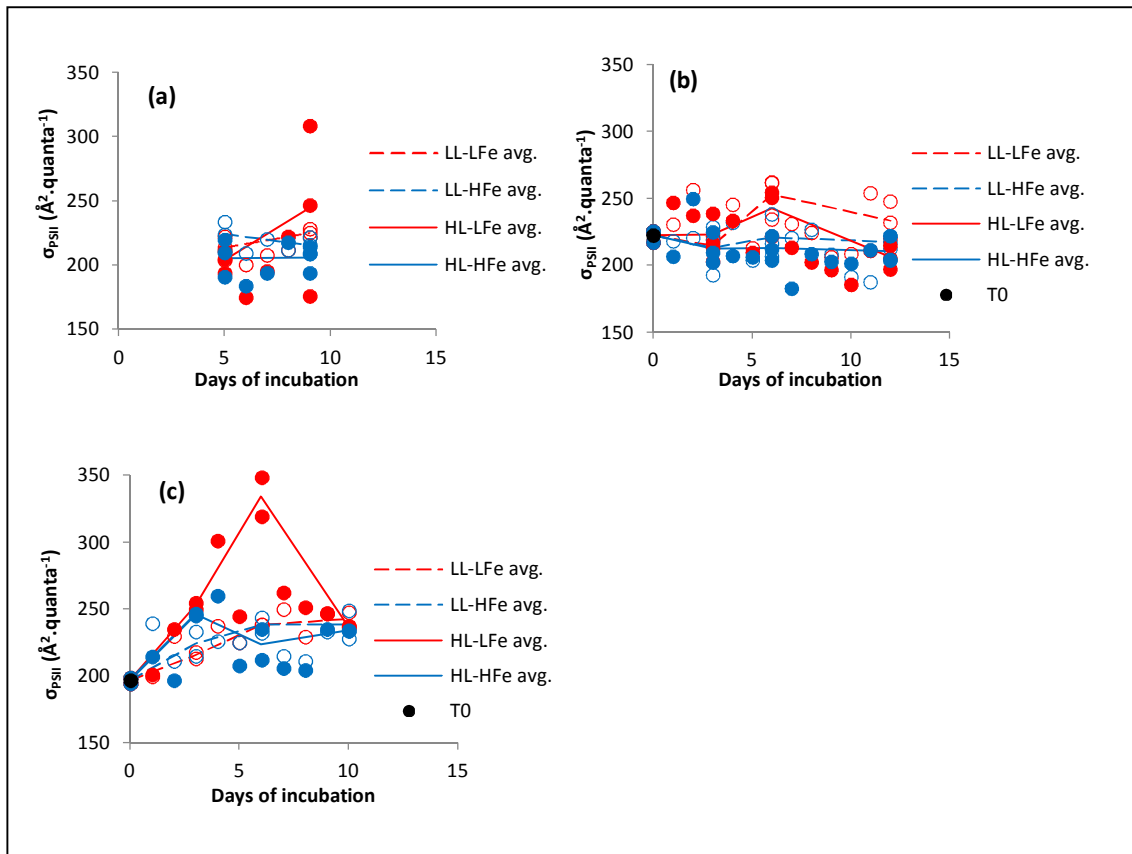 (a)
350
300
250
200
150
σPSII (Å².quanta⁻¹)
0 5 10 15
Days of incubation
LL-LFe avg.
LL-HFe avg.
HL-LFe avg.
HL-HFe avg.
(b)
350
300
250
200
150
σPSII (Å².quanta⁻¹)
0 5 10 15
Days of incubation
LL-LFe avg.
LL-HFe avg.
HL-LFe avg.
HL-HFe avg.
T0
(c)
350
300
250
200
150
σPSII (Å².quanta⁻¹)
0 5 10 15
Days of incubation
LL-LFe avg.
LL-HFe avg.
HL-LFe avg.
HL-HFe avg.
T0